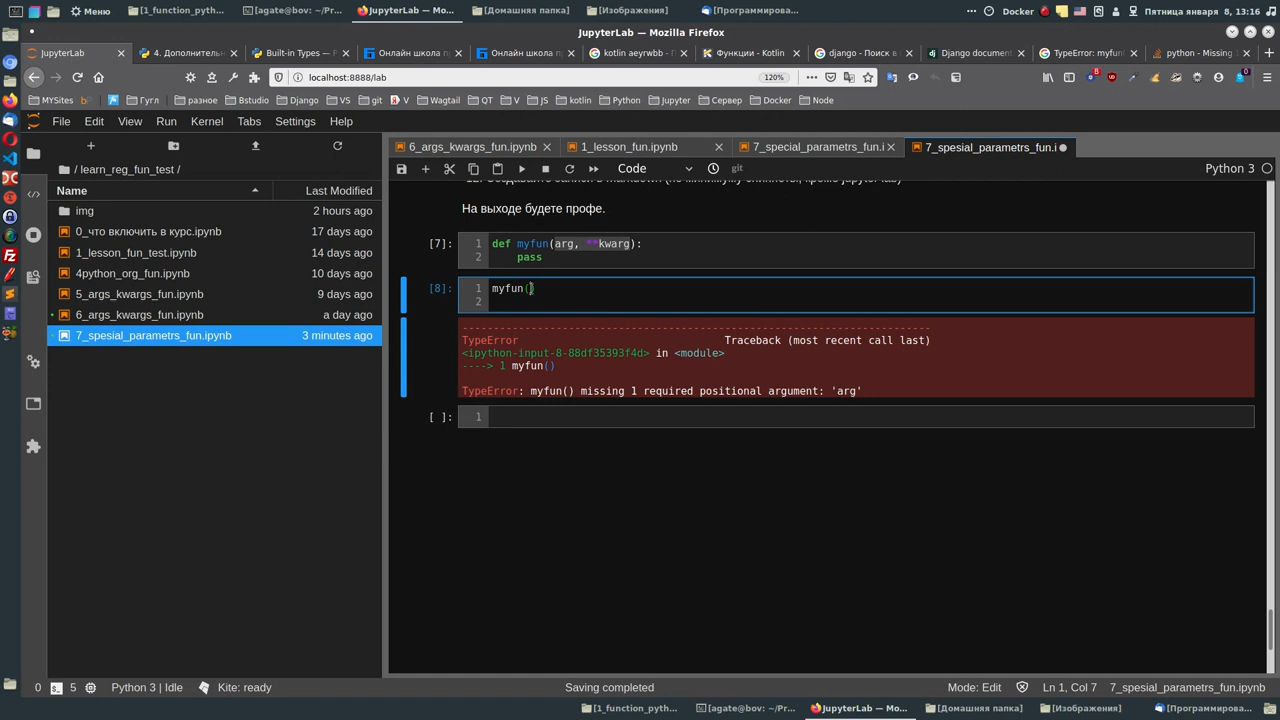 Меню
[1_function_pyth...
[agate@bov: ~/Pr...
JupyterLab — Mo...
[Домашняя папка]
[Изображения]
[Программирова...
Docker
Пятница января 8, 13:16
JupyterLab — Mozilla Firefox
JupyterLab
4. Дополнительн
Built-in Types — P
Онлайн школа п
Онлайн школа п
kotlin aeyrwbb - П
Функции - Kotlin
django - Поиск в
Django document
TypeError: myfun
python - Missing
localhost:8888/lab
120%
MYSites
Гугл
разное
Bstudio
Django
VS
git
V
Wagtail
QT
V
JS
kotlin
Python
Jupyter
Сервер
Docker
Node
File Edit View Run Kernel Tabs Settings Help
6_args_kwargs_fun.ipynb
1_lesson_fun.ipynb
7_special_parametrs_fun.i
7_spesial_parametrs_fun.i
/ learn_reg_fun_test /
Code
git
Python 3
Name Last Modified
img 2 hours ago
0_что включить в курс.ipynb 17 days ago
1_lesson_fun_test.ipynb 14 days ago
4python_org_fun.ipynb 10 days ago
5_args_kwargs_fun.ipynb 9 days ago
6_args_kwargs_fun.ipynb a day ago
7_spesial_parametrs_fun.ipynb 3 minutes ago
На выходе будете профе.
[7]: 1 def myfun(arg, **kwarg):
2 pass
[8]: 1 myfun()
2
---------------------------------------------------------------------------
TypeError Traceback (most recent call last)
<ipython-input-8-88df35393f4d> in <module>
----> 1 myfun()
TypeError: myfun() missing 1 required positional argument: 'arg'
[ ]: 1
0 5 Python 3 | Idle Kite: ready Saving completed Mode: Edit Ln 1, Col 7 7_spesial_parametrs_fun.ipynb
[1_function_pyth...
[agate@bov: ~/Pr...
JupyterLab — Mo...
[Домашняя папка]
[Изображения]
[Программирова...